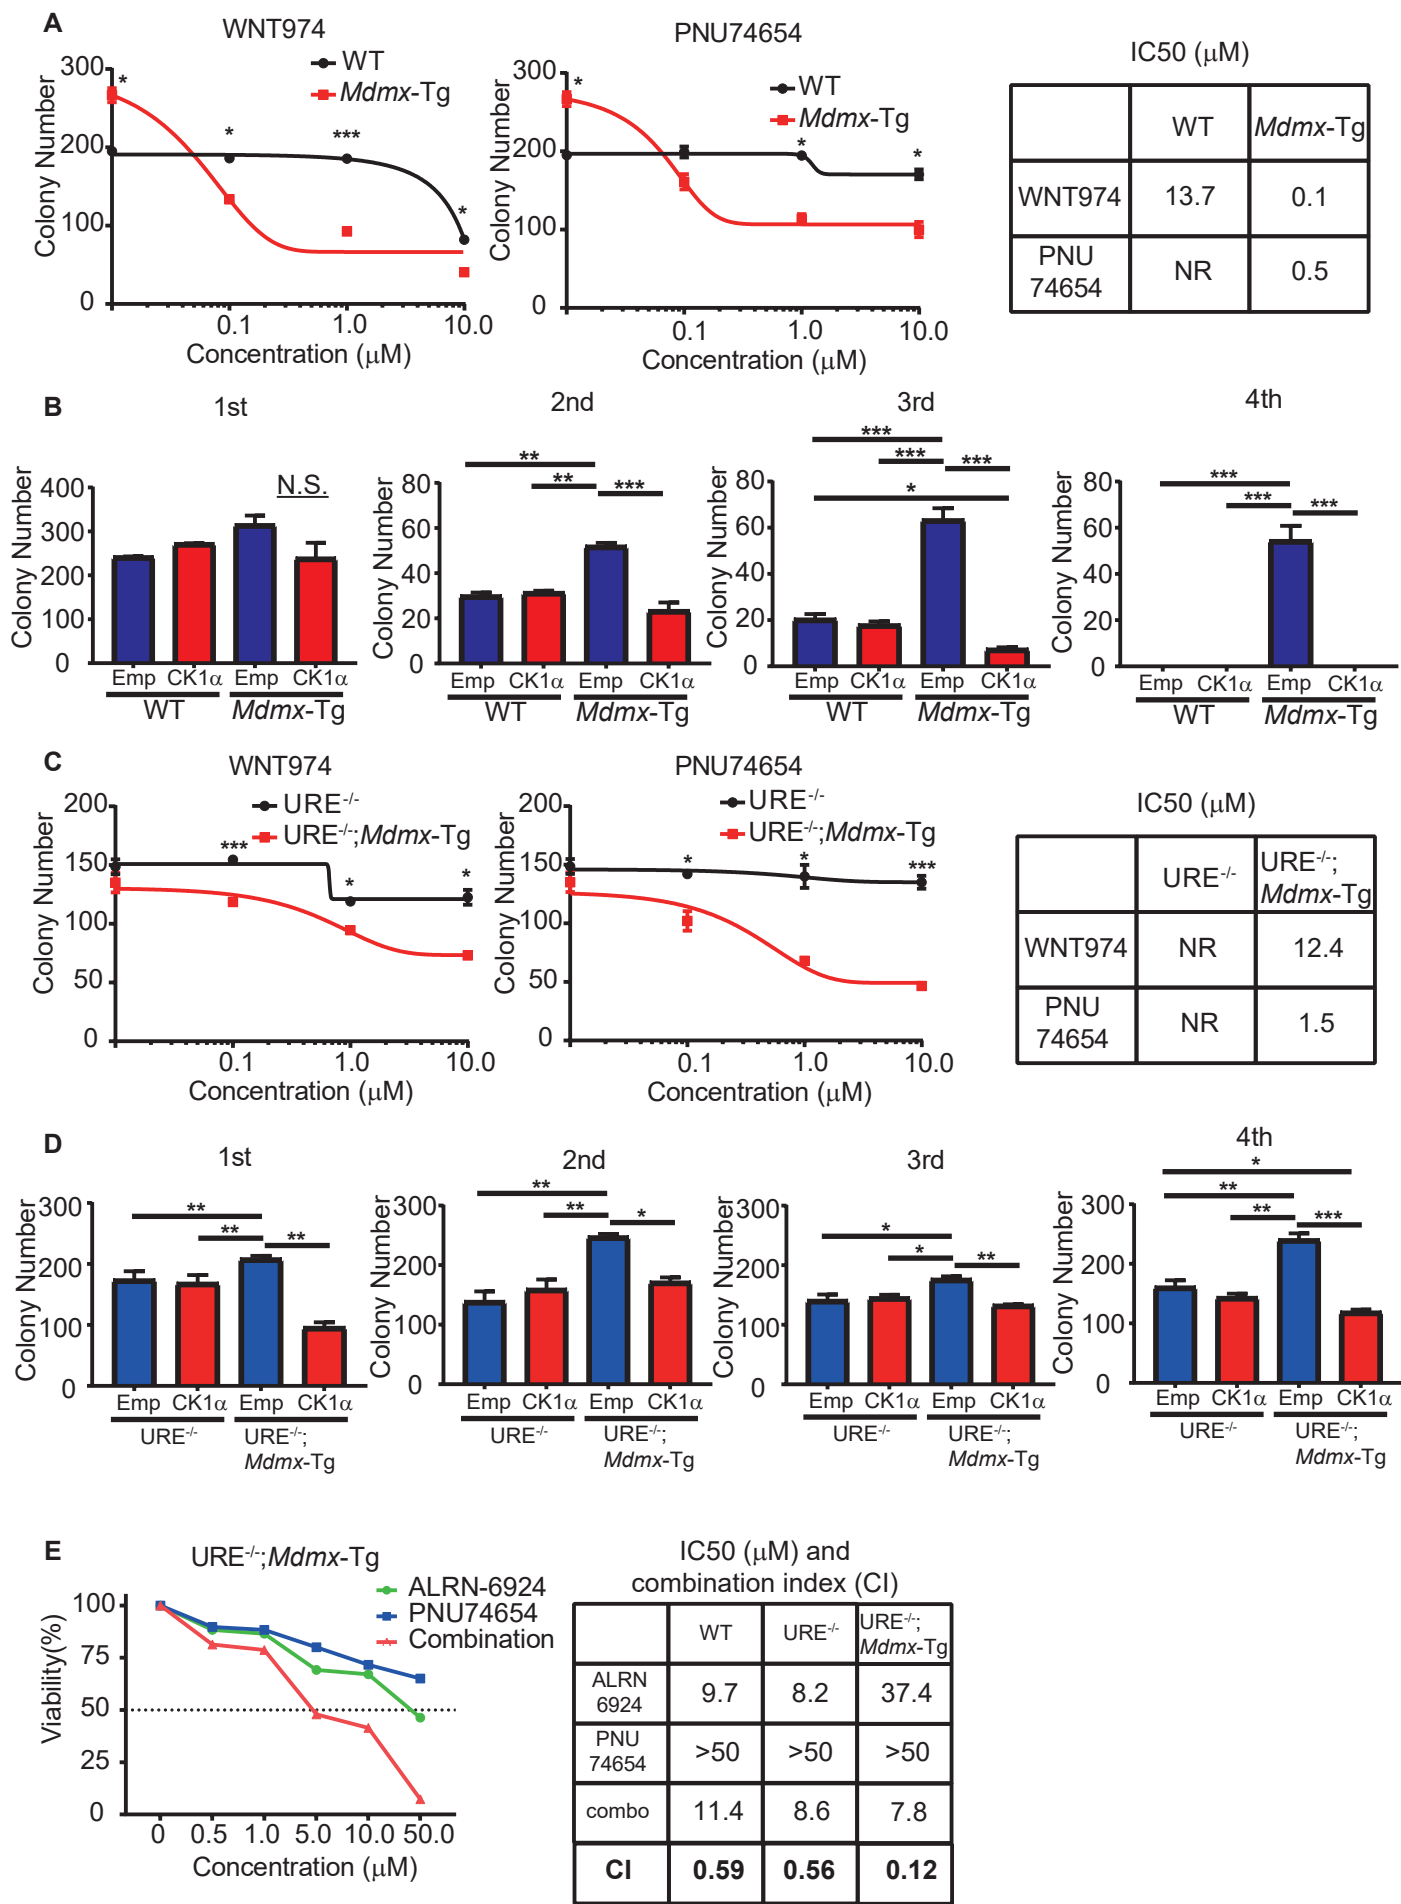 A
WNT974
WT
Mdmx-Tg
Colony Number
300
200
100
0
*
*
***
*
0.1
1.0
10.0
Concentration (μM)
PNU74654
WT
Mdmx-Tg
Colony Number
300
200
100
0
*
*
*
0.1
1.0
10.0
Concentration (μM)
IC50 (μM)
WT Mdmx-Tg
WNT974 13.7 0.1
PNU
74654
NR 0.5
B
1st
Colony Number
400
300
200
100
0
N.S.
Emp CK1α Emp CK1α
WT Mdmx-Tg
2nd
Colony Number
80
60
40
20
0
**
** ***
Emp CK1α Emp CK1α
WT Mdmx-Tg
3rd
Colony Number
80
60
40
20
0
***
*** ***
*
Emp CK1α Emp CK1α
WT Mdmx-Tg
4th
Colony Number
80
60
40
20
0
***
*** ***
Emp CK1α Emp CK1α
WT Mdmx-Tg
C
WNT974
URE-/-
URE-/-;Mdmx-Tg
Colony Number
200
150
100
50
0
***
*
*
0.1
1.0
10.0
Concentration (μM)
PNU74654
URE-/-
URE-/-;Mdmx-Tg
Colony Number
200
150
100
50
0
*
*
***
0.1
1.0
10.0
Concentration (μM)
IC50 (μM)
URE-/- URE-/-;
Mdmx-Tg
WNT974 NR 12.4
PNU
74654
NR 1.5
D
1st
Colony Number
300
200
100
0
**
** **
Emp CK1α Emp CK1α
URE-/- URE-/-;
Mdmx-Tg
2nd
Colony Number
300
200
100
0
**
** *
Emp CK1α Emp CK1α
URE-/- URE-/-;
Mdmx-Tg
3rd
Colony Number
300
200
100
0
*
* **
Emp CK1α Emp CK1α
URE-/- URE-/-;
Mdmx-Tg
4th
Colony Number
300
200
100
0
*
**
** ***
Emp CK1α Emp CK1α
URE-/- URE-/-;
Mdmx-Tg
E
URE-/-;Mdmx-Tg
ALRN-6924
PNU74654
Combination
Viability(%)
100
75
50
25
0
0 0.5 1.0 5.0 10.0 50.0
Concentration (μM)
IC50 (μM) and
combination index (CI)
WT URE-/- URE-/-;
Mdmx-Tg
ALRN
6924
9.7 8.2 37.4
PNU
74654
>50 >50 >50
combo 11.4 8.6 7.8
CI 0.59 0.56 0.12